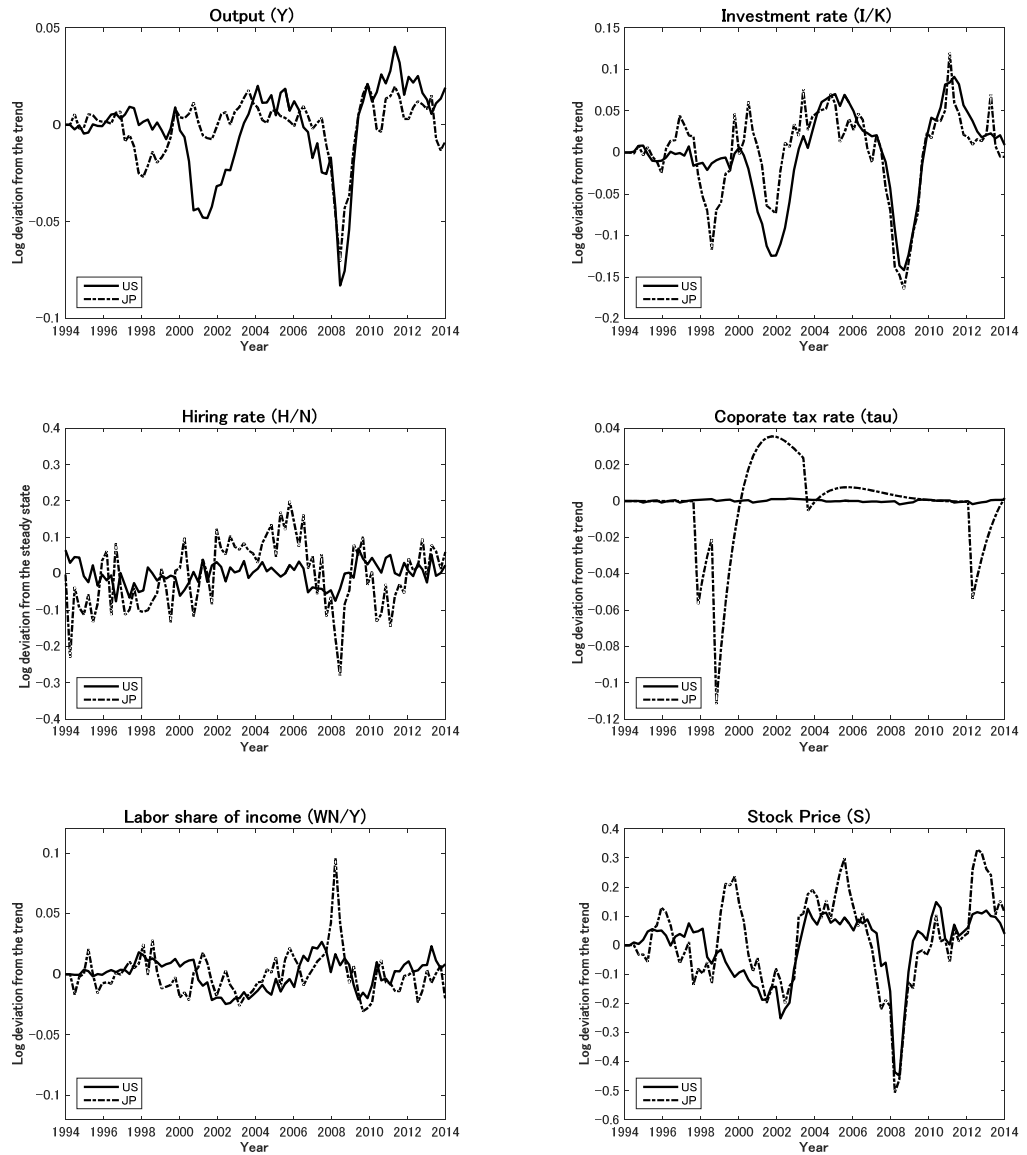 Output (Y)
Log deviation from the trend
0.05
0
−0.05
−0.1
US
JP
1994 1996 1998 2000 2002 2004 2006 2008 2010 2012 2014
Year
Investment rate (I/K)
Log deviation from the trend
0.15
0.1
0.05
0
−0.05
−0.1
−0.15
−0.2
US
JP
1994 1996 1998 2000 2002 2004 2006 2008 2010 2012 2014
Year
Hiring rate (H/N)
Log deviation from the steady state
0.4
0.3
0.2
0.1
0
−0.1
−0.2
−0.3
−0.4
US
JP
1994 1996 1998 2000 2002 2004 2006 2008 2010 2012 2014
Year
Coporate tax rate (tau)
Log deviation from the trend
0.04
0.02
0
−0.02
−0.04
−0.06
−0.08
−0.1
−0.12
US
JP
1994 1996 1998 2000 2002 2004 2006 2008 2010 2012 2014
Year
Labor share of income (WN/Y)
Log deviation from the trend
0.1
0.05
0
−0.05
−0.1
US
JP
1994 1996 1998 2000 2002 2004 2006 2008 2010 2012 2014
Year
Stock Price (S)
Log deviation from the trend
0.4
0.3
0.2
0.1
0
−0.1
−0.2
−0.3
−0.4
−0.5
−0.6
US
JP
1994 1996 1998 2000 2002 2004 2006 2008 2010 2012 2014
Year